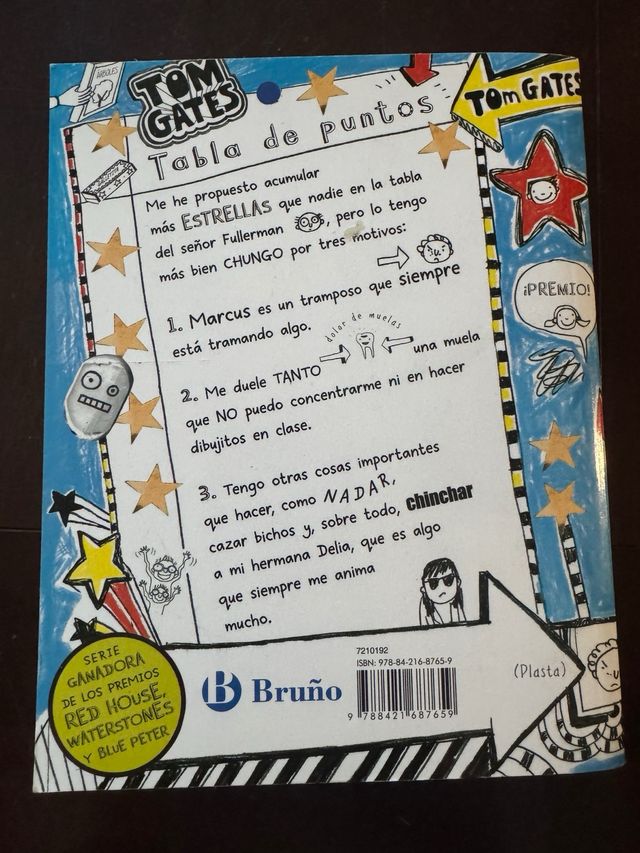 ÁRBOLES
TOM
GATES
TOM GATES
Tabla de puntos
Me he propuesto acumular
más ESTRELLAS que nadie en la tabla
del señor Fullerman, pero lo tengo
más bien CHUNGO por tres motivos:
1. Marcus es un tramposo que siempre
está tramando algo.
dolor de muelas
2. Me duele TANTO una muela
que NO puedo concentrarme ni en hacer
dibujitos en clase.
3. Tengo otras cosas importantes
que hacer, como NADAR,
cazar bichos y, sobre todo, chinchar
a mi hermana Delia, que es algo
que siempre me anima
mucho.
¡PREMIO!
SERIE
GANADORA
DE LOS PREMIOS
RED HOUSE,
WATERSTONES
Y BLUE PETER
B Bruño
7210192
ISBN: 978-84-216-8765-9
9 788421 687659
(Plasta)